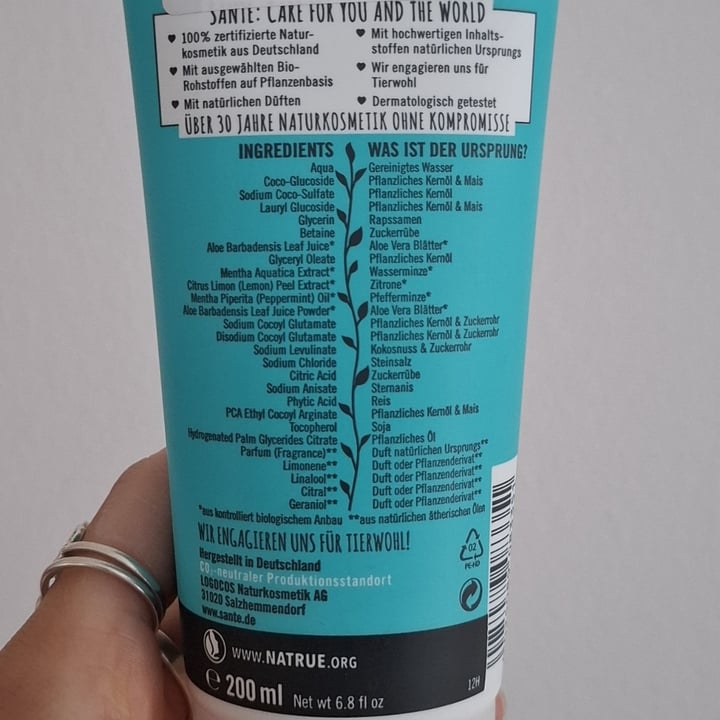 SANTE: CARE FOR YOU AND THE WORLD
100% zertifizierte Natur-
kosmetik aus Deutschland
Mit ausgewählten Bio-
Rohstoffen auf Pflanzenbasis
Mit natürlichen Düften
Mit hochwertigen Inhalts-
stoffen natürlichen Ursprungs
Wir engagieren uns für
Tierwohl
Dermatologisch getestet
ÜBER 30 JAHRE NATURKOSMETIK OHNE KOMPROMISSE
INGREDIENTS WAS IST DER URSPRUNG?
Aqua Gereinigtes Wasser
Coco-Glucoside Pflanzliches Kernöl & Mais
Sodium Coco-Sulfate Pflanzliches Kernöl
Lauryl Glucoside Pflanzliches Kernöl & Mais
Glycerin Rapssamen
Betaine Zuckerrübe
Aloe Barbadensis Leaf Juice* Aloe Vera Blätter*
Glyceryl Oleate Pflanzliches Kernöl
Mentha Aquatica Extract* Wasserminze*
Citrus Limon (Lemon) Peel Extract* Zitrone*
Mentha Piperita (Peppermint) Oil* Pfefferminze*
Aloe Barbadensis Leaf Juice Powder* Aloe Vera Blätter*
Sodium Cocoyl Glutamate Pflanzliches Kernöl & Zuckerrohr
Disodium Cocoyl Glutamate Pflanzliches Kernöl & Zuckerrohr
Sodium Levulinate Kokosnuss & Zuckerrohr
Sodium Chloride Steinsalz
Citric Acid Zuckerrübe
Sodium Anisate Sternanis
Phytic Acid Reis
PCA Ethyl Cocoyl Arginate Pflanzliches Kernöl & Mais
Tocopherol Soja
Hydrogenated Palm Glycerides Citrate Pflanzliches Öl
Parfum (Fragrance)** Duft natürlichen Ursprungs**
Limonene** Duft oder Pflanzenderivat**
Linalool** Duft oder Pflanzenderivat**
Citral** Duft oder Pflanzenderivat**
Geraniol** Duft oder Pflanzenderivat**
*aus kontrolliert biologischem Anbau **aus natürlichen ätherischen Ölen
WIR ENGAGIEREN UNS FÜR TIERWOHL!
Hergestellt in Deutschland
CO₂-neutraler Produktionsstandort
LOGOCOS Naturkosmetik AG
31020 Salzhemmendorf
www.sante.de
02
PE-HD
www.NATRUE.ORG
℮ 200 ml Net wt 6.8 fl oz
12M